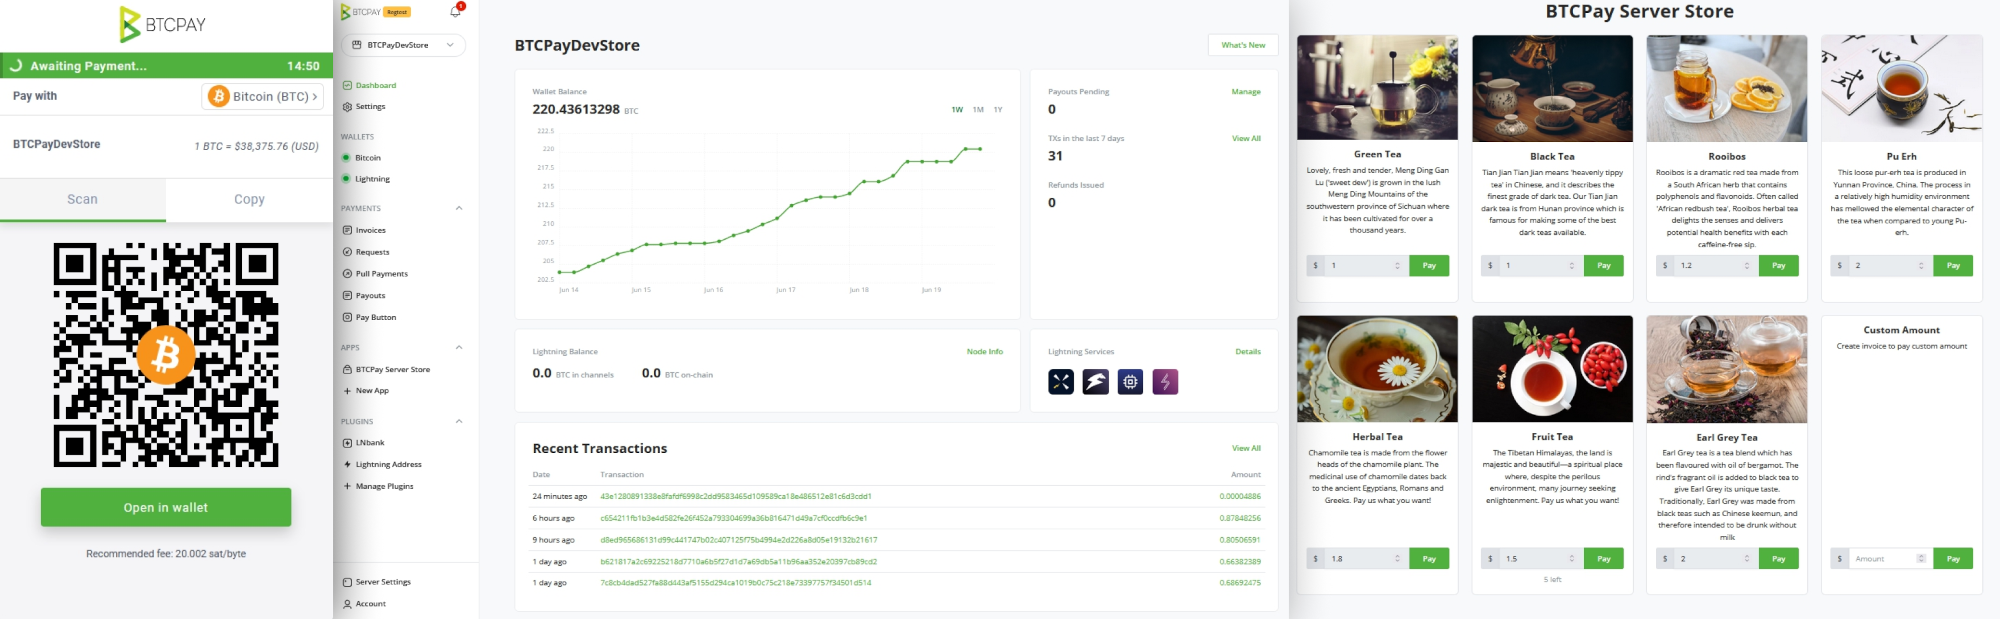 BTCPAY
Awaiting Payment...
14:50
Pay with
Bitcoin (BTC)
BTCPayDevStore
1 BTC = $38,375.76 (USD)
Scan
Copy
Open in wallet
Recommended fee: 20.002 sat/byte
BTCPAY
Regtest
1
BTCPayDevStore
Dashboard
Settings
WALLETS
Bitcoin
Lightning
PAYMENTS
Invoices
Requests
Pull Payments
Payouts
Pay Button
APPS
BTCPay Server Store
New App
PLUGINS
LNbank
Lightning Address
Manage Plugins
Server Settings
Account
BTCPayDevStore
What's New
Wallet Balance
220.43613298 BTC
1W 1M 1Y
222.5
220
217.5
215
212.5
210
207.5
205
202.5
Jun 14 Jun 15 Jun 16 Jun 17 Jun 18 Jun 19
Payouts Pending
Manage
0
TXs in the last 7 days
View All
31
Refunds Issued
0
Lightning Balance
Node Info
0.0 BTC in channels
0.0 BTC on-chain
Lightning Services
Details
Recent Transactions
View All
Date Transaction Amount
24 minutes ago 0.00004886
6 hours ago 0.87848256
9 hours ago 0.80506591
1 day ago 0.66382389
1 day ago 0.68692475
BTCPay Server Store
Green Tea
Lovely, fresh and tender, Meng Ding Gan
Lu ('sweet dew') is grown in the lush
Meng Ding Mountains of the
southwestern province of Sichuan where
it has been cultivated for over a
thousand years.
$ 1 Pay
Black Tea
Tian Jian Tian Jian means 'heavenly tippy
tea' in Chinese, and it describes the
finest grade of dark tea. Our Tian Jian
dark tea is from Hunan province which is
famous for making some of the best
dark teas available.
$ 1 Pay
Rooibos
Rooibos is a dramatic red tea made from
a South African herb that contains
polyphenols and flavonoids. Often called
'African redbush tea', Rooibos herbal tea
delights the senses and delivers
potential health benefits with each
caffeine-free sip.
$ 1.2 Pay
Pu Erh
This loose pur-erh tea is produced in
Yunnan Province, China. The process in
a relatively high humidity environment
has mellowed the elemental character of
the tea when compared to young Pu-
erh.
$ 2 Pay
Herbal Tea
Chamomile tea is made from the flower
heads of the chamomile plant. The
medicinal use of chamomile dates back
to the ancient Egyptians, Romans and
Greeks. Pay us what you want!
$ 1.8 Pay
Fruit Tea
The Tibetan Himalayas, the land is
majestic and beautiful—a spiritual place
where, despite the perilous
environment, many journey seeking
enlightenment. Pay us what you want!
$ 1.5 Pay
5 left
Earl Grey Tea
Earl Grey tea is a tea blend which has
been flavoured with oil of bergamot. The
rind's fragrant oil is added to black tea to
give Earl Grey its unique taste.
Traditionally, Earl Grey was made from
black teas such as Chinese keemun, and
therefore intended to be drunk without
milk
$ 2 Pay
Custom Amount
Create invoice to pay custom amount
$ Amount Pay